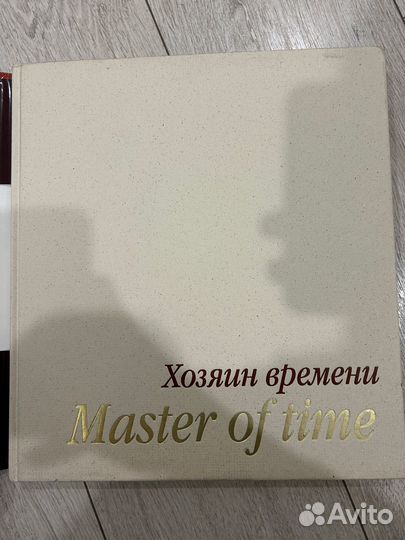 Хозяин времени
Master of time
Avito